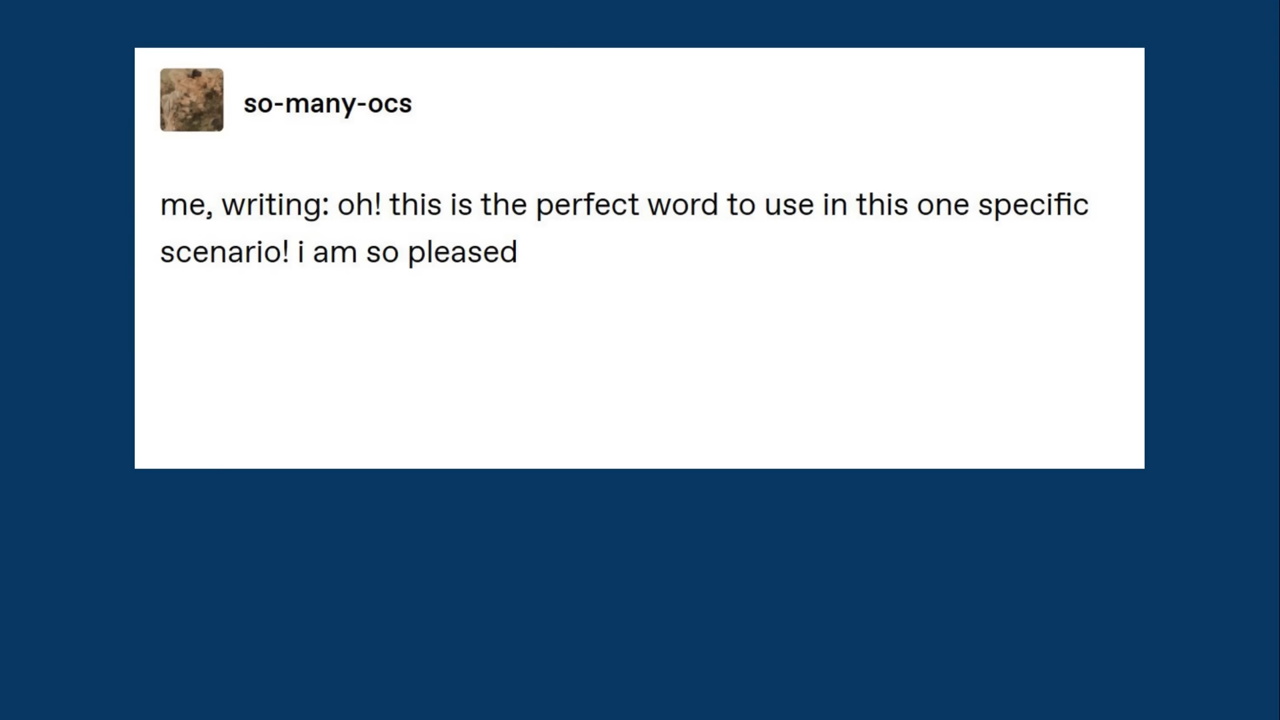 so-many-ocs
me, writing: oh! this is the perfect word to use in this one specific
scenario! i am so pleased